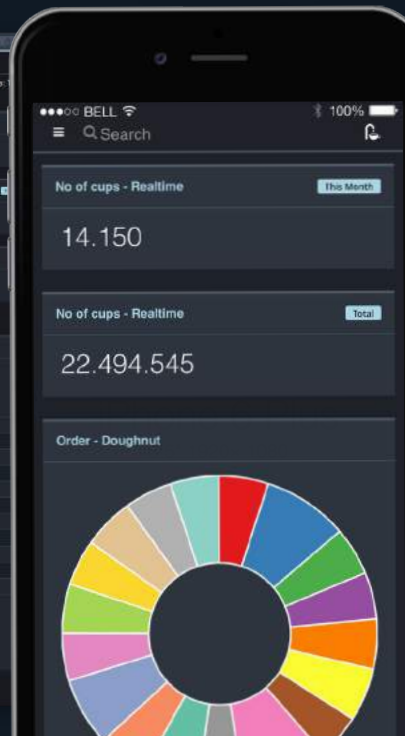 BELL 100%
Search
No of cups - Realtime This Month
14.150
No of cups - Realtime Total
22.494.545
Order - Doughnut